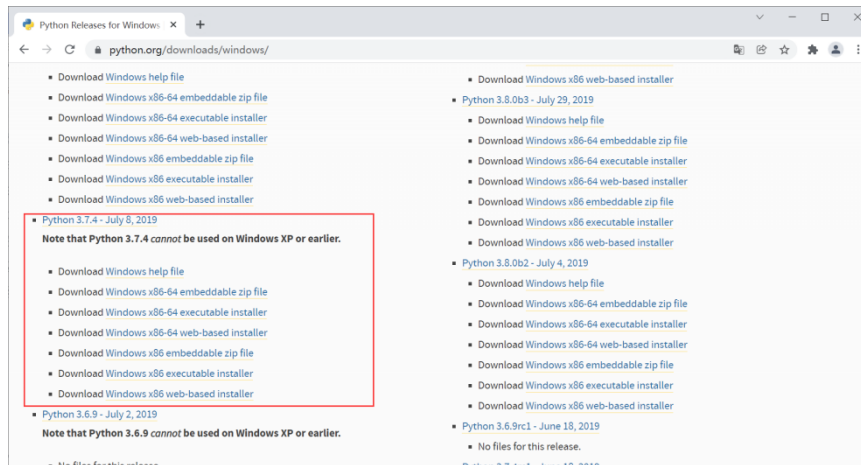 Python Releases for Windows
python.org/downloads/windows/
Download Windows help file
Download Windows x86-64 embeddable zip file
Download Windows x86-64 executable installer
Download Windows x86-64 web-based installer
Download Windows x86 embeddable zip file
Download Windows x86 executable installer
Download Windows x86 web-based installer
Python 3.7.4 - July 8, 2019
Note that Python 3.7.4 cannot be used on Windows XP or earlier.
Download Windows help file
Download Windows x86-64 embeddable zip file
Download Windows x86-64 executable installer
Download Windows x86-64 web-based installer
Download Windows x86 embeddable zip file
Download Windows x86 executable installer
Download Windows x86 web-based installer
Python 3.6.9 - July 2, 2019
Note that Python 3.6.9 cannot be used on Windows XP or earlier.
No files for this release.
Download Windows x86 web-based installer
Python 3.8.0b3 - July 29, 2019
Download Windows help file
Download Windows x86-64 embeddable zip file
Download Windows x86-64 executable installer
Download Windows x86-64 web-based installer
Download Windows x86 embeddable zip file
Download Windows x86 executable installer
Download Windows x86 web-based installer
Python 3.8.0b2 - July 4, 2019
Download Windows help file
Download Windows x86-64 embeddable zip file
Download Windows x86-64 executable installer
Download Windows x86-64 web-based installer
Download Windows x86 embeddable zip file
Download Windows x86 executable installer
Download Windows x86 web-based installer
Python 3.6.9rc1 - June 18, 2019
No files for this release.